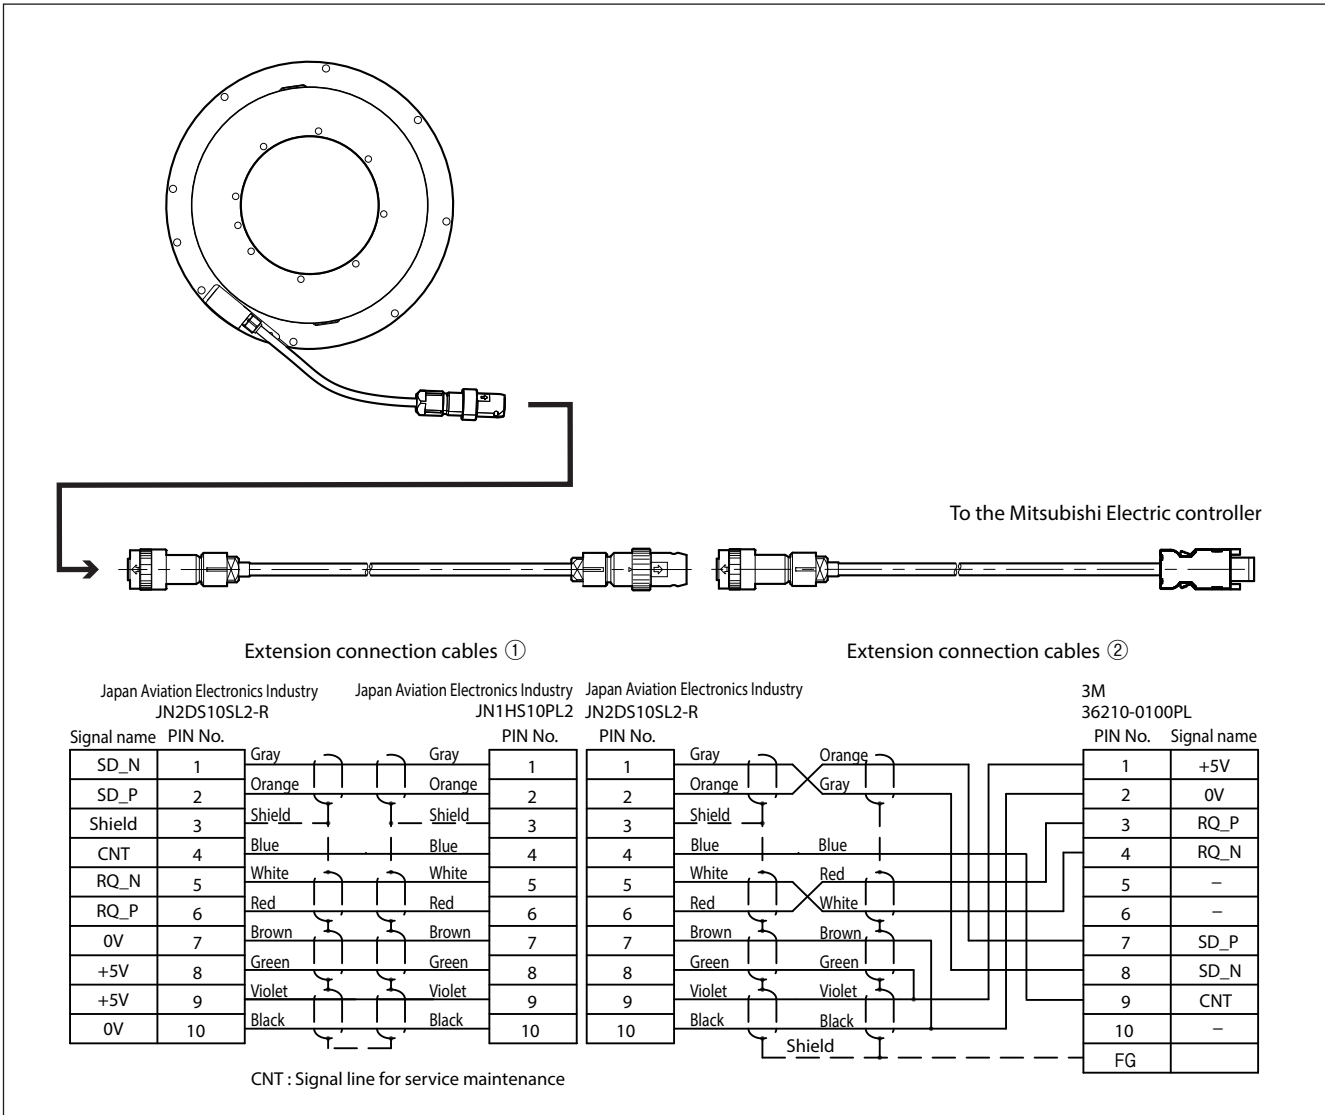 To the Mitsubishi Electric controller
Extension connection cables ①
Extension connection cables ②
Japan Aviation Electronics Industry
JN2DS10SL2-R
Japan Aviation Electronics Industry
JN1HS10PL2
Japan Aviation Electronics Industry
JN2DS10SL2-R
3M
36210-0100PL
Signal name PIN No. PIN No. PIN No. PIN No. Signal name
SD_N 1 Gray Gray 1 1 Gray Orange 1 +5V
SD_P 2 Orange Orange 2 2 Orange Gray 2 0V
Shield 3 Shield Shield 3 3 Shield 3 RQ_P
CNT 4 Blue Blue 4 4 Blue Blue 4 RQ_N
RQ_N 5 White White 5 5 White Red 5 –
RQ_P 6 Red Red 6 6 Red White 6 –
0V 7 Brown Brown 7 7 Brown Brown 7 SD_P
+5V 8 Green Green 8 8 Green Green 8 SD_N
+5V 9 Violet Violet 9 9 Violet Violet 9 CNT
0V 10 Black Black 10 10 Black Black 10 –
Shield FG
CNT : Signal line for service maintenance